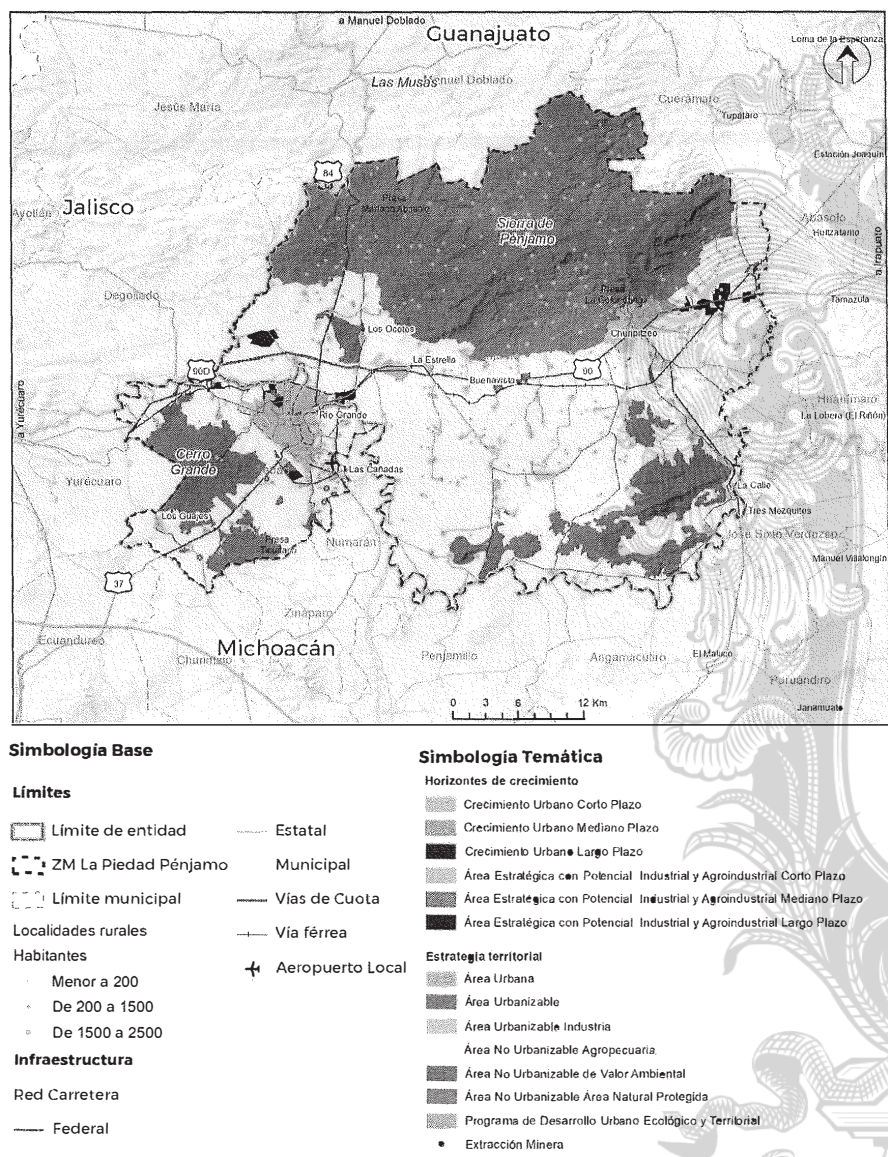 a Manuel Doblado
Guanajuato
Loma de la Esperanza
Las Musas
Manuel Doblado
Jesús María
Cuerámaro
Tupátaro
Estación Joaquín
84
Jalisco
Ayotlán
Sierra de
Pénjamo
Abasolo
Huitzatarito
a Irapuato
Degollado
Tamazula
Los Ocotes
Churipitzeo
La Estrella
90D
90
Buenavista
a Yurécuaro
Huanímaro
La Lobera (El Riñón)
Río Grande
Cerro
Grande
Las Cañadas
Yurécuaro
La Calle
Los Guajes
Tres Mezquites
Presa
Numarán
José Sixto Verduzco
Manuel Villalongín
37
Zináparo
Ecuandureo
Michoacán
Churintzio
Penjamillo
Angamacutiro
El Maluco
Puruándiro
Janamuato
0 3 6 12 Km
Simbología Base
Límites
Límite de entidad
ZM La Piedad Pénjamo
Límite municipal
Localidades rurales
Habitantes
Menor a 200
De 200 a 1500
De 1500 a 2500
Infraestructura
Red Carretera
Federal
Estatal
Municipal
Vías de Cuota
Vía férrea
Aeropuerto Local
Simbología Temática
Horizontes de crecimiento
Crecimiento Urbano Corto Plazo
Crecimiento Urbano Mediano Plazo
Crecimiento Urbano Largo Plazo
Área Estratégica con Potencial Industrial y Agroindustrial Corto Plazo
Área Estratégica con Potencial Industrial y Agroindustrial Mediano Plazo
Área Estratégica con Potencial Industrial y Agroindustrial Largo Plazo
Estrategia territorial
Área Urbana
Área Urbanizable
Área Urbanizable Industria
Área No Urbanizable Agropecuaria
Área No Urbanizable de Valor Ambiental
Área No Urbanizable Área Natural Protegida
Programa de Desarrollo Urbano Ecológico y Territorial
Extracción Minera